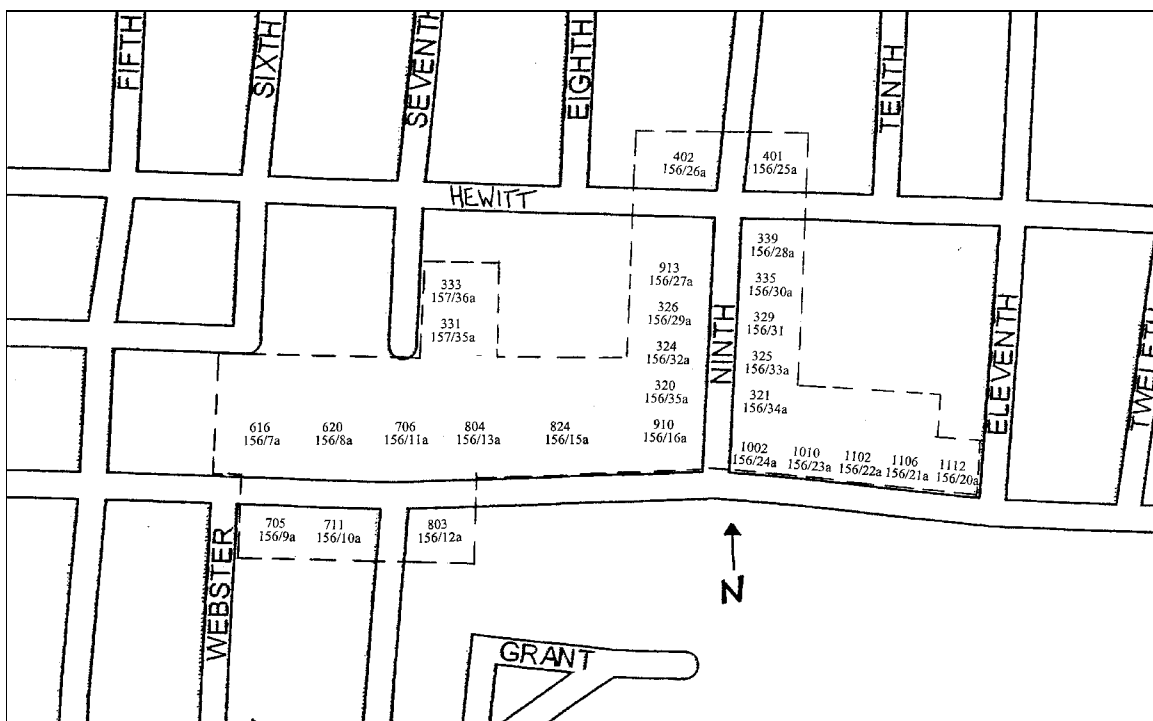 FIFTH
SIXTH
SEVENTH
EIGHTH
TENTH
402
156/26a
401
156/25a
HEWITT
339
156/28a
913
156/27a
335
156/30a
333
157/36a
326
156/29a
329
156/31
331
157/35a
324
156/32a
325
156/33a
NINTH
ELEVENTH
TWELETH
320
156/35a
321
156/34a
616
156/7a
620
156/8a
706
156/11a
804
156/13a
824
156/15a
910
156/16a
1002
156/24a
1010
156/23a
1102
156/22a
1106
156/21a
1112
156/20a
705
156/9a
711
156/10a
803
156/12a
WEBSTER
N
GRANT